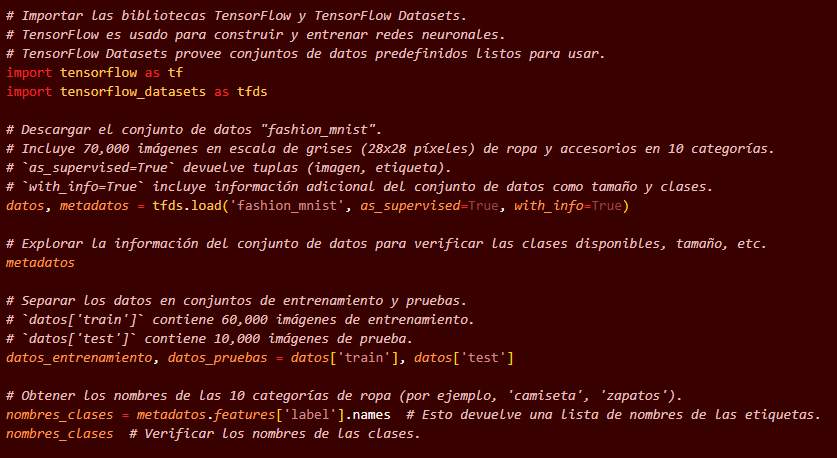 # Importar las bibliotecas TensorFlow y TensorFlow Datasets.
# TensorFlow es usado para construir y entrenar redes neuronales.
# TensorFlow Datasets provee conjuntos de datos predefinidos listos para usar.
import tensorflow as tf
import tensorflow_datasets as tfds
# Descargar el conjunto de datos "fashion_mnist".
# Incluye 70,000 imágenes en escala de grises (28x28 píxeles) de ropa y accesorios en 10 categorías.
# `as_supervised=True` devuelve tuplas (imagen, etiqueta).
# `with_info=True` incluye información adicional del conjunto de datos como tamaño y clases.
datos, metadatos = tfds.load('fashion_mnist', as_supervised=True, with_info=True)
# Explorar la información del conjunto de datos para verificar las clases disponibles, tamaño, etc.
metadatos
# Separar los datos en conjuntos de entrenamiento y pruebas.
# `datos['train']` contiene 60,000 imágenes de entrenamiento.
# `datos['test']` contiene 10,000 imágenes de prueba.
datos_entrenamiento, datos_pruebas = datos['train'], datos['test']
# Obtener los nombres de las 10 categorías de ropa (por ejemplo, 'camiseta', 'zapatos').
nombres_clases = metadatos.features['label'].names  # Esto devuelve una lista de nombres de las etiquetas.
nombres_clases  # Verificar los nombres de las clases.